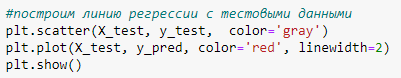 #построим линию регрессии с тестовыми данными
plt.scatter(X_test, y_test,  color='gray')
plt.plot(X_test, y_pred, color='red', linewidth=2)
plt.show()